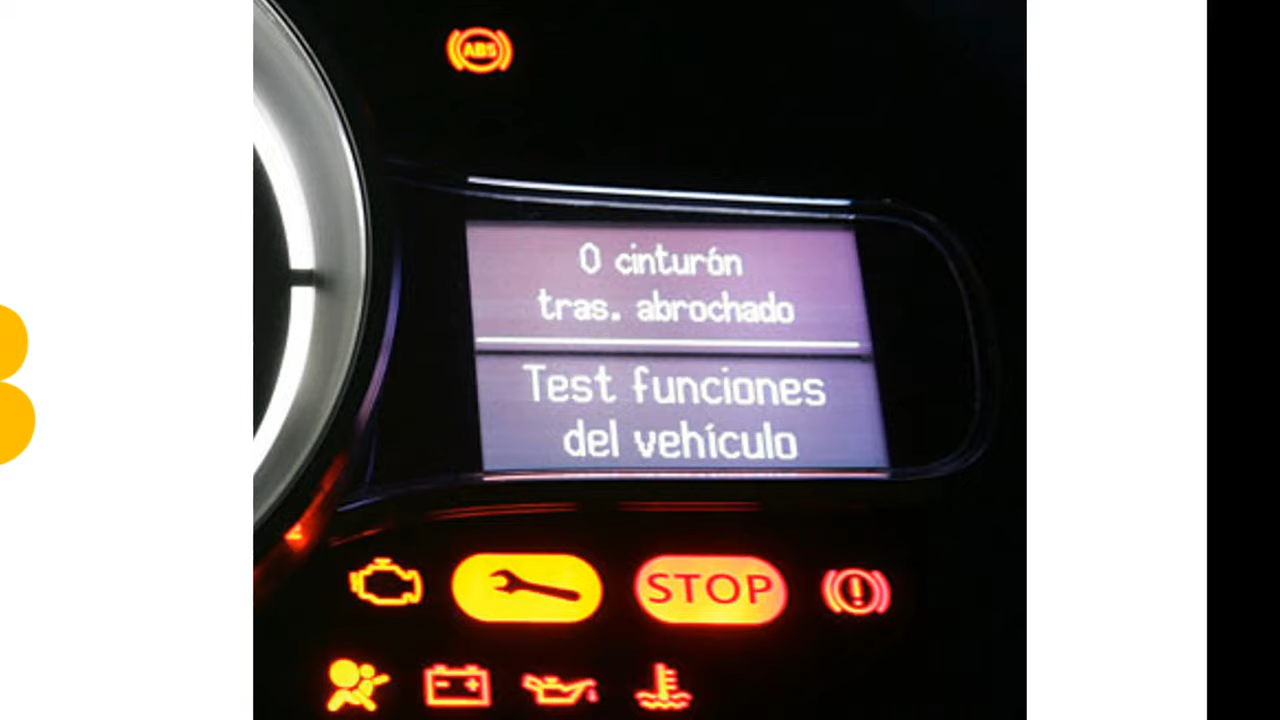 ABS
0 cinturón
tras. abrochado
Test funciones
del vehículo
STOP